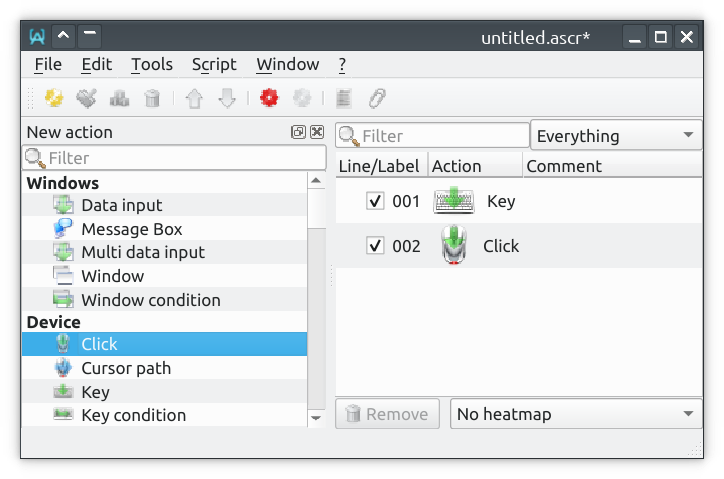 untitled.ascr*
File Edit Tools Script Window ?
New action
Filter
Windows
Data input
Message Box
Multi data input
Window
Window condition
Device
Click
Cursor path
Key
Key condition
Filter Everything
Line/Label Action Comment
001 Key
002 Click
Remove No heatmap